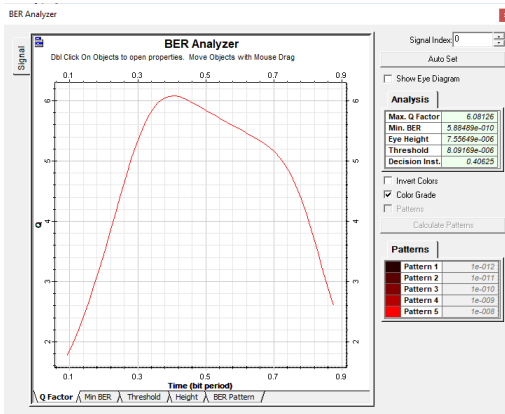 BER Analyzer
Signal
BER Analyzer
Dbl Click On Objects to open properties. Move Objects with Mouse Drag
0.1 0.3 0.5 0.7 0.9
6 6
5 5
Q
4 4
3 3
2 2
0.1 0.3 0.5 0.7 0.9
Time (bit period)
Q Factor Min BER Threshold Height BER Pattern
Signal Index: 0
Auto Set
Show Eye Diagram
Analysis
Max. Q Factor 6.08126
Min. BER 5.88489e-010
Eye Height 7.55649e-006
Threshold 8.09169e-006
Decision Inst. 0.40625
Invert Colors
Color Grade
Patterns
Calculate Patterns
Patterns
Pattern 1 1e-012
Pattern 2 1e-011
Pattern 3 1e-010
Pattern 4 1e-009
Pattern 5 1e-008